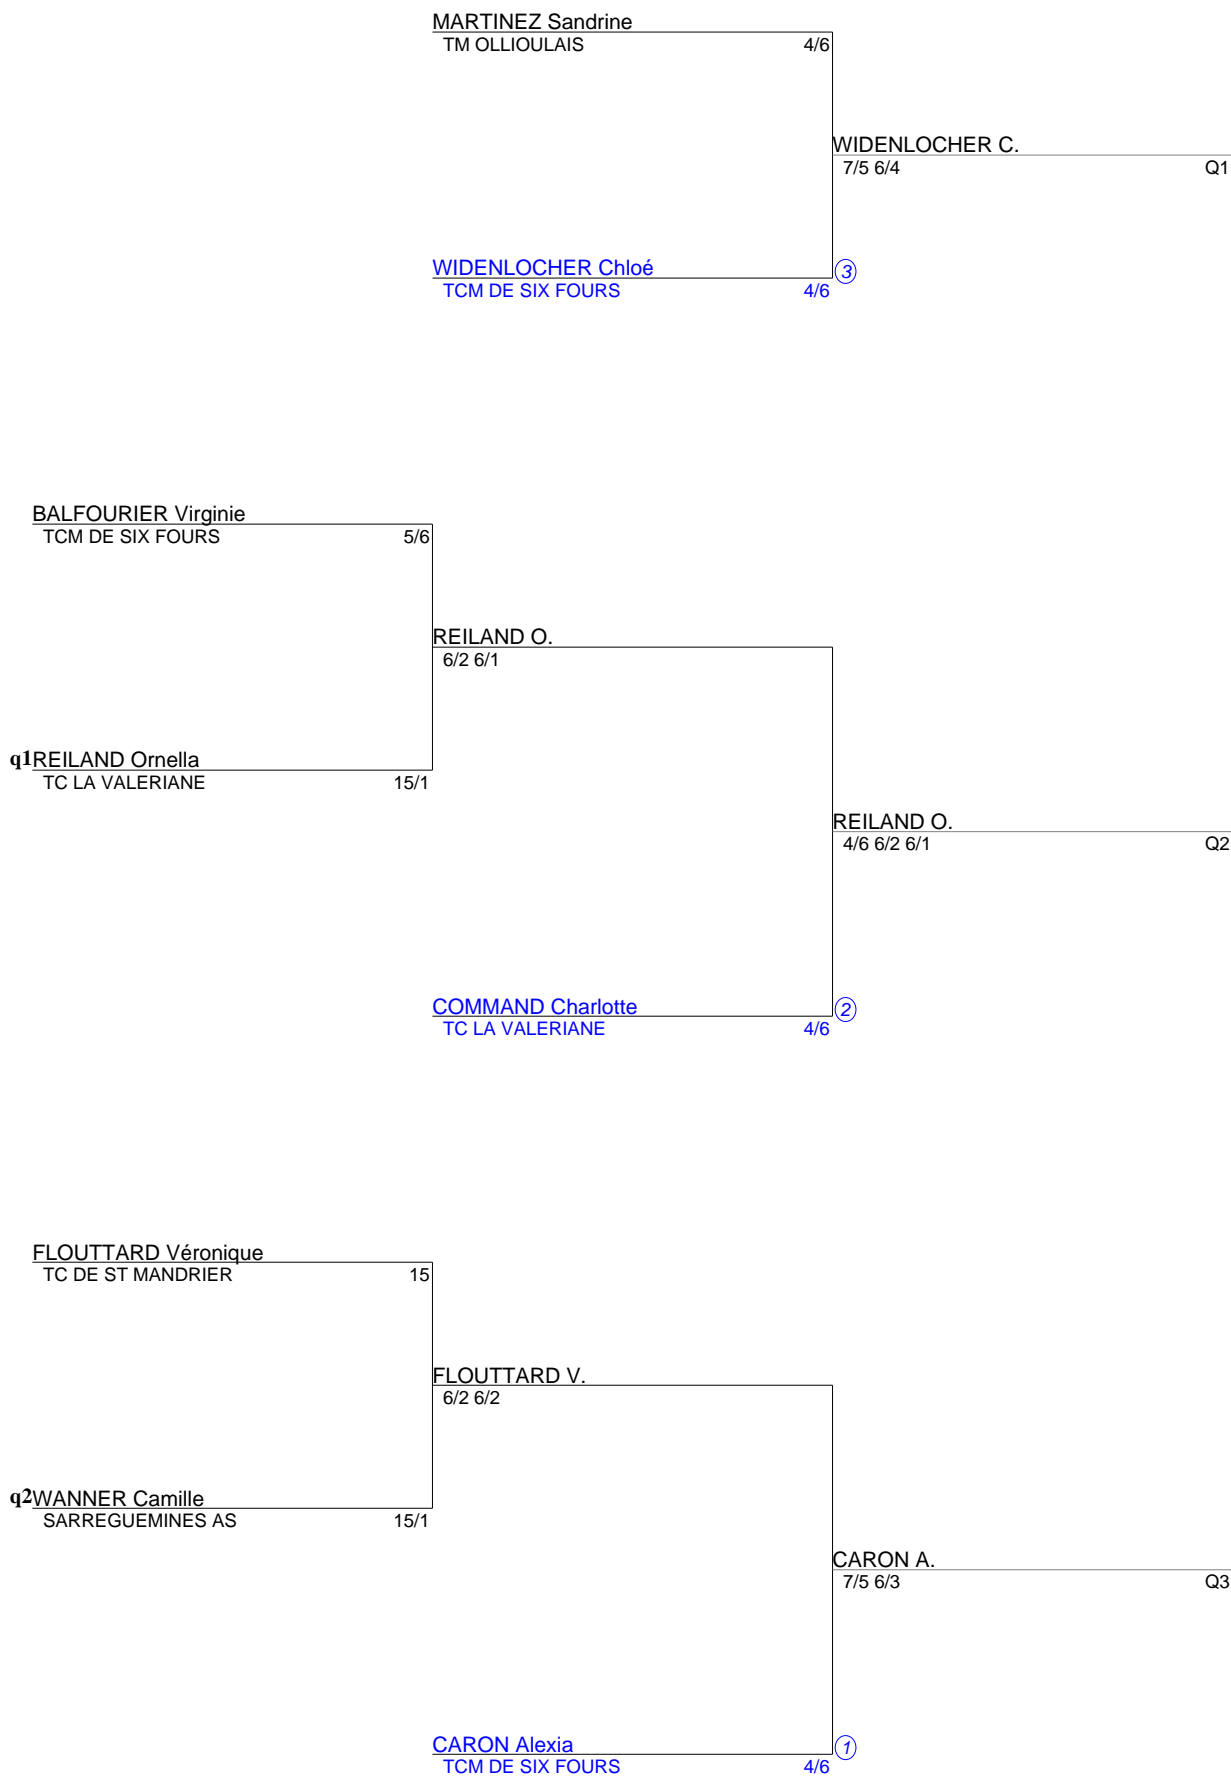 MARTINEZ Sandrine
TM OLLIOULAIS 4/6
WIDENLOCHER C.
7/5 6/4 Q1
WIDENLOCHER Chloé 3
TCM DE SIX FOURS 4/6
BALFOURIER Virginie
TCM DE SIX FOURS 5/6
REILAND O.
6/2 6/1
q1 REILAND Ornella
TC LA VALERIANE 15/1
REILAND O.
4/6 6/2 6/1 Q2
COMMAND Charlotte 2
TC LA VALERIANE 4/6
FLOUTTARD Véronique
TC DE ST MANDRIER 15
FLOUTTARD V.
6/2 6/2
q2 WANNER Camille
SARREGUEMINES AS 15/1
CARON A.
7/5 6/3 Q3
CARON Alexia 1
TCM DE SIX FOURS 4/6